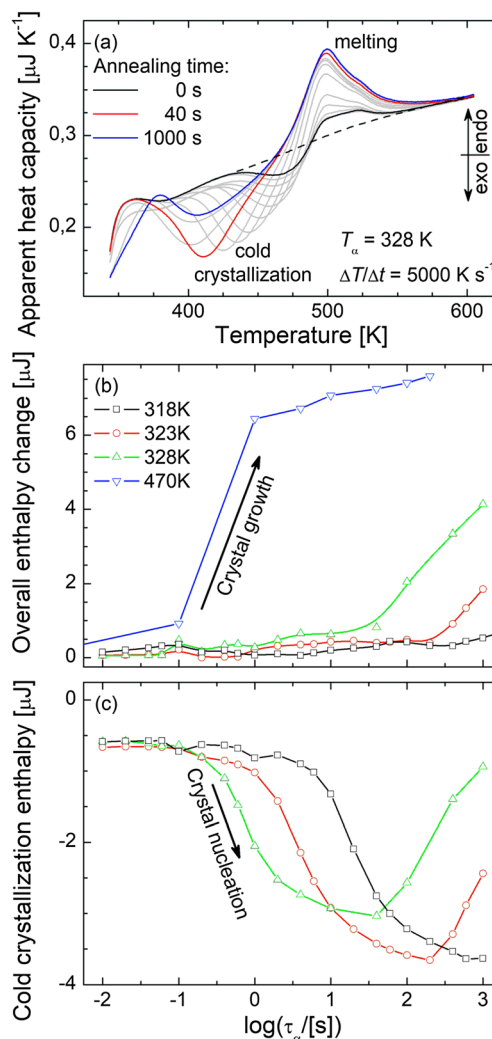 (a)
melting
Annealing time:
0 s
40 s
1000 s
cold
crystallization
Tα = 328 K
ΔT/Δt = 5000 K s⁻¹
endo
exo
0,4
0,3
0,2
Apparent heat capacity [µJ K⁻¹]
400 500 600
Temperature [K]
(b)
318K
323K
328K
470K
Crystal growth
6
4
2
0
Overall enthalpy change [µJ]
(c)
Crystal nucleation
0
-2
-4
Cold crystallization enthalpy [µJ]
-2 -1 0 1 2 3
log(τα/[s])